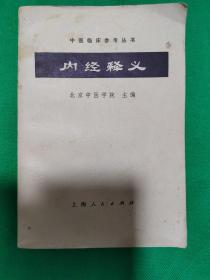 中医临床参考丛书
内经释义
北京中医学院 主编
上海人民出版社